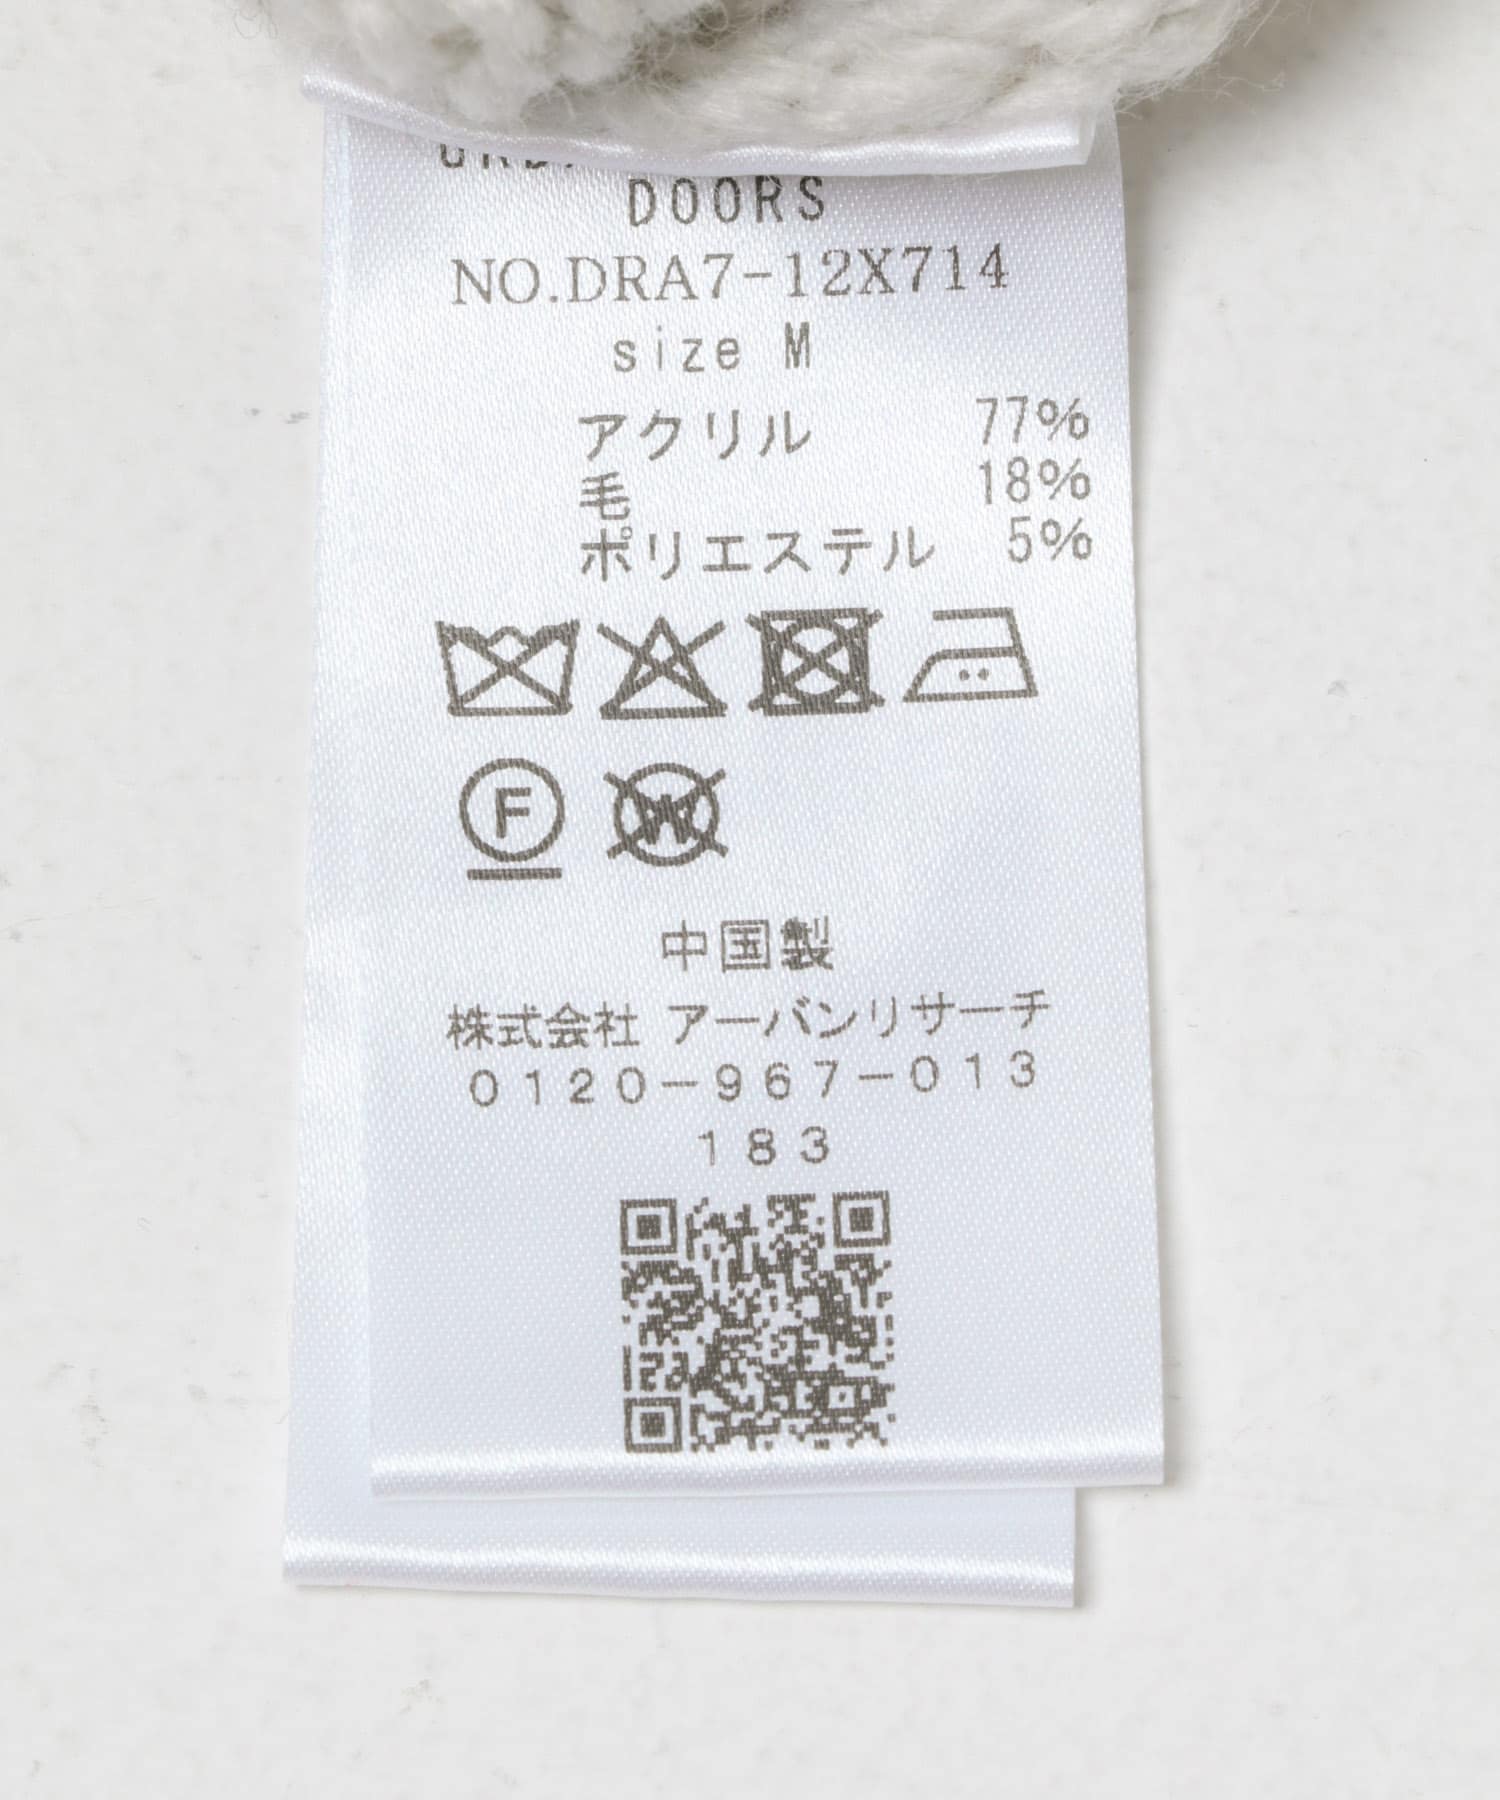 DOORS
NO.DRA7-12X714
size M
アクリル 77%
毛 18%
ポリエステル 5%
F
W
中国製
株式会社 アーバンリサーチ
0120-967-013
183